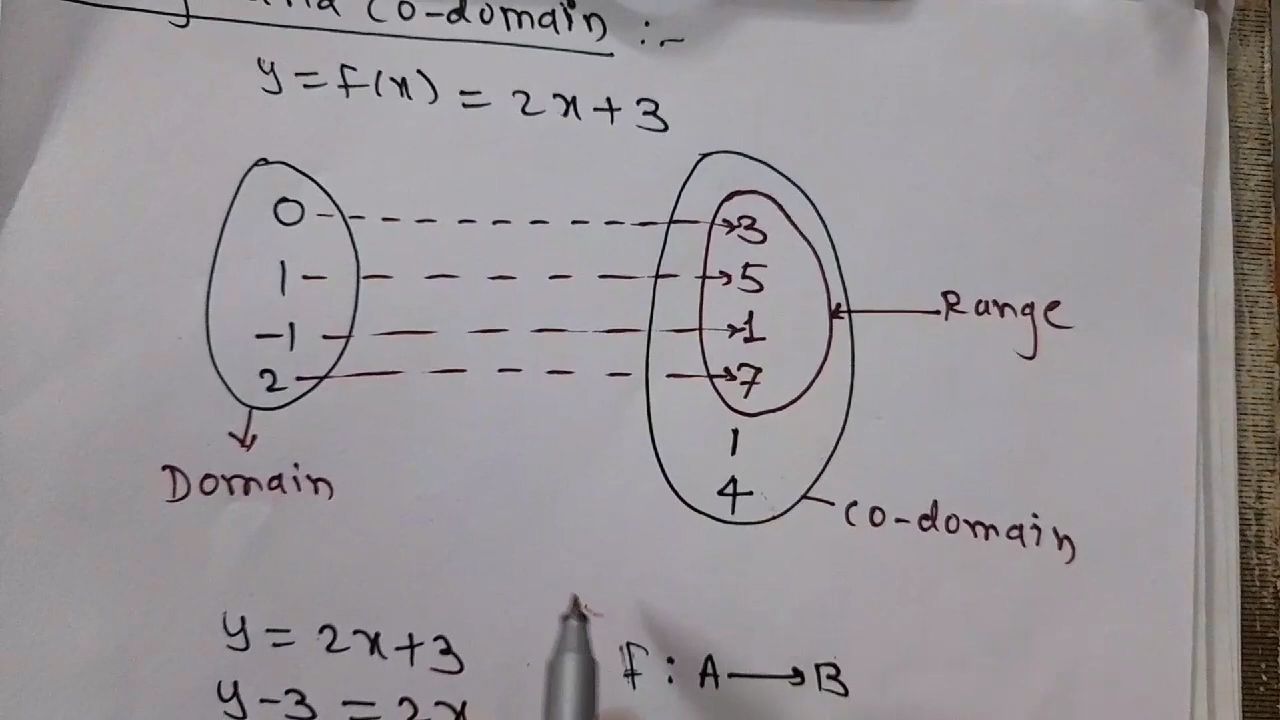 and co-domain :-
y = f(x) = 2x + 3
0 3
1 5
-1 1
2 7
Range
1
4
Domain
co-domain
y = 2x + 3
F : A → B
y - 3 = 2x